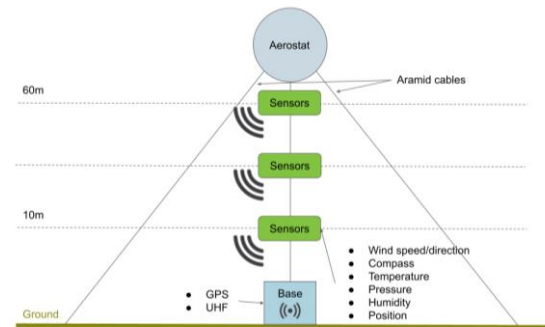 Aerostat
Aramid cables
60m
Sensors
Sensors
10m
Sensors
• Wind speed/direction
• Compass
• Temperature
• Pressure
• Humidity
• Position
• GPS
• UHF
Base
Ground